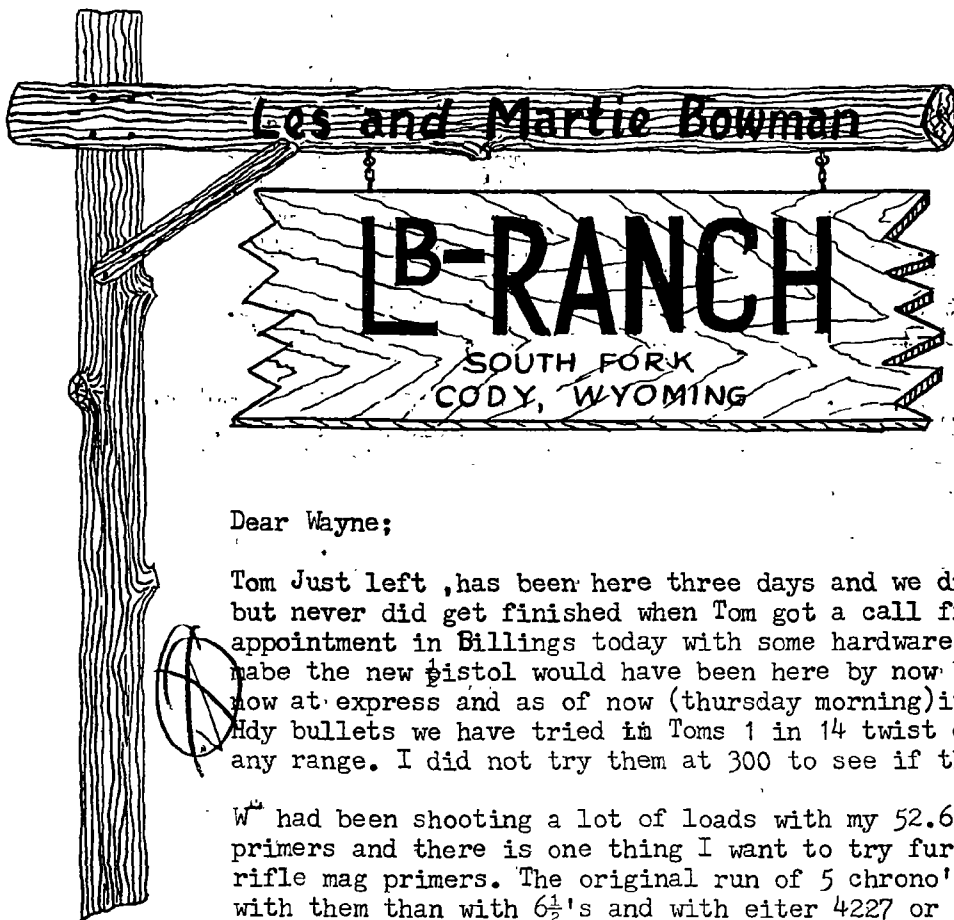 Les and Martie Bowman
LB-RANCH
SOUTH FORK
CODY, WYOMING
Dear Wayne;
Tom Just left ,has been here three days and we d
but never did get finished when Tom got a call f
appointment in Billings today with some hardware
mabe the new pistol would have been here by now
now at express and as of now (thursday morning)i
Hdy bullets we have tried in Toms 1 in 14 twist
any range. I did not try them at 300 to see if t
We had been shooting a lot of loads with my 52.6
primers and there is one thing I want to try fur
rifle mag primers. The original run of 5 chrono'
with them than with 6½'s and with eiter 4227 or